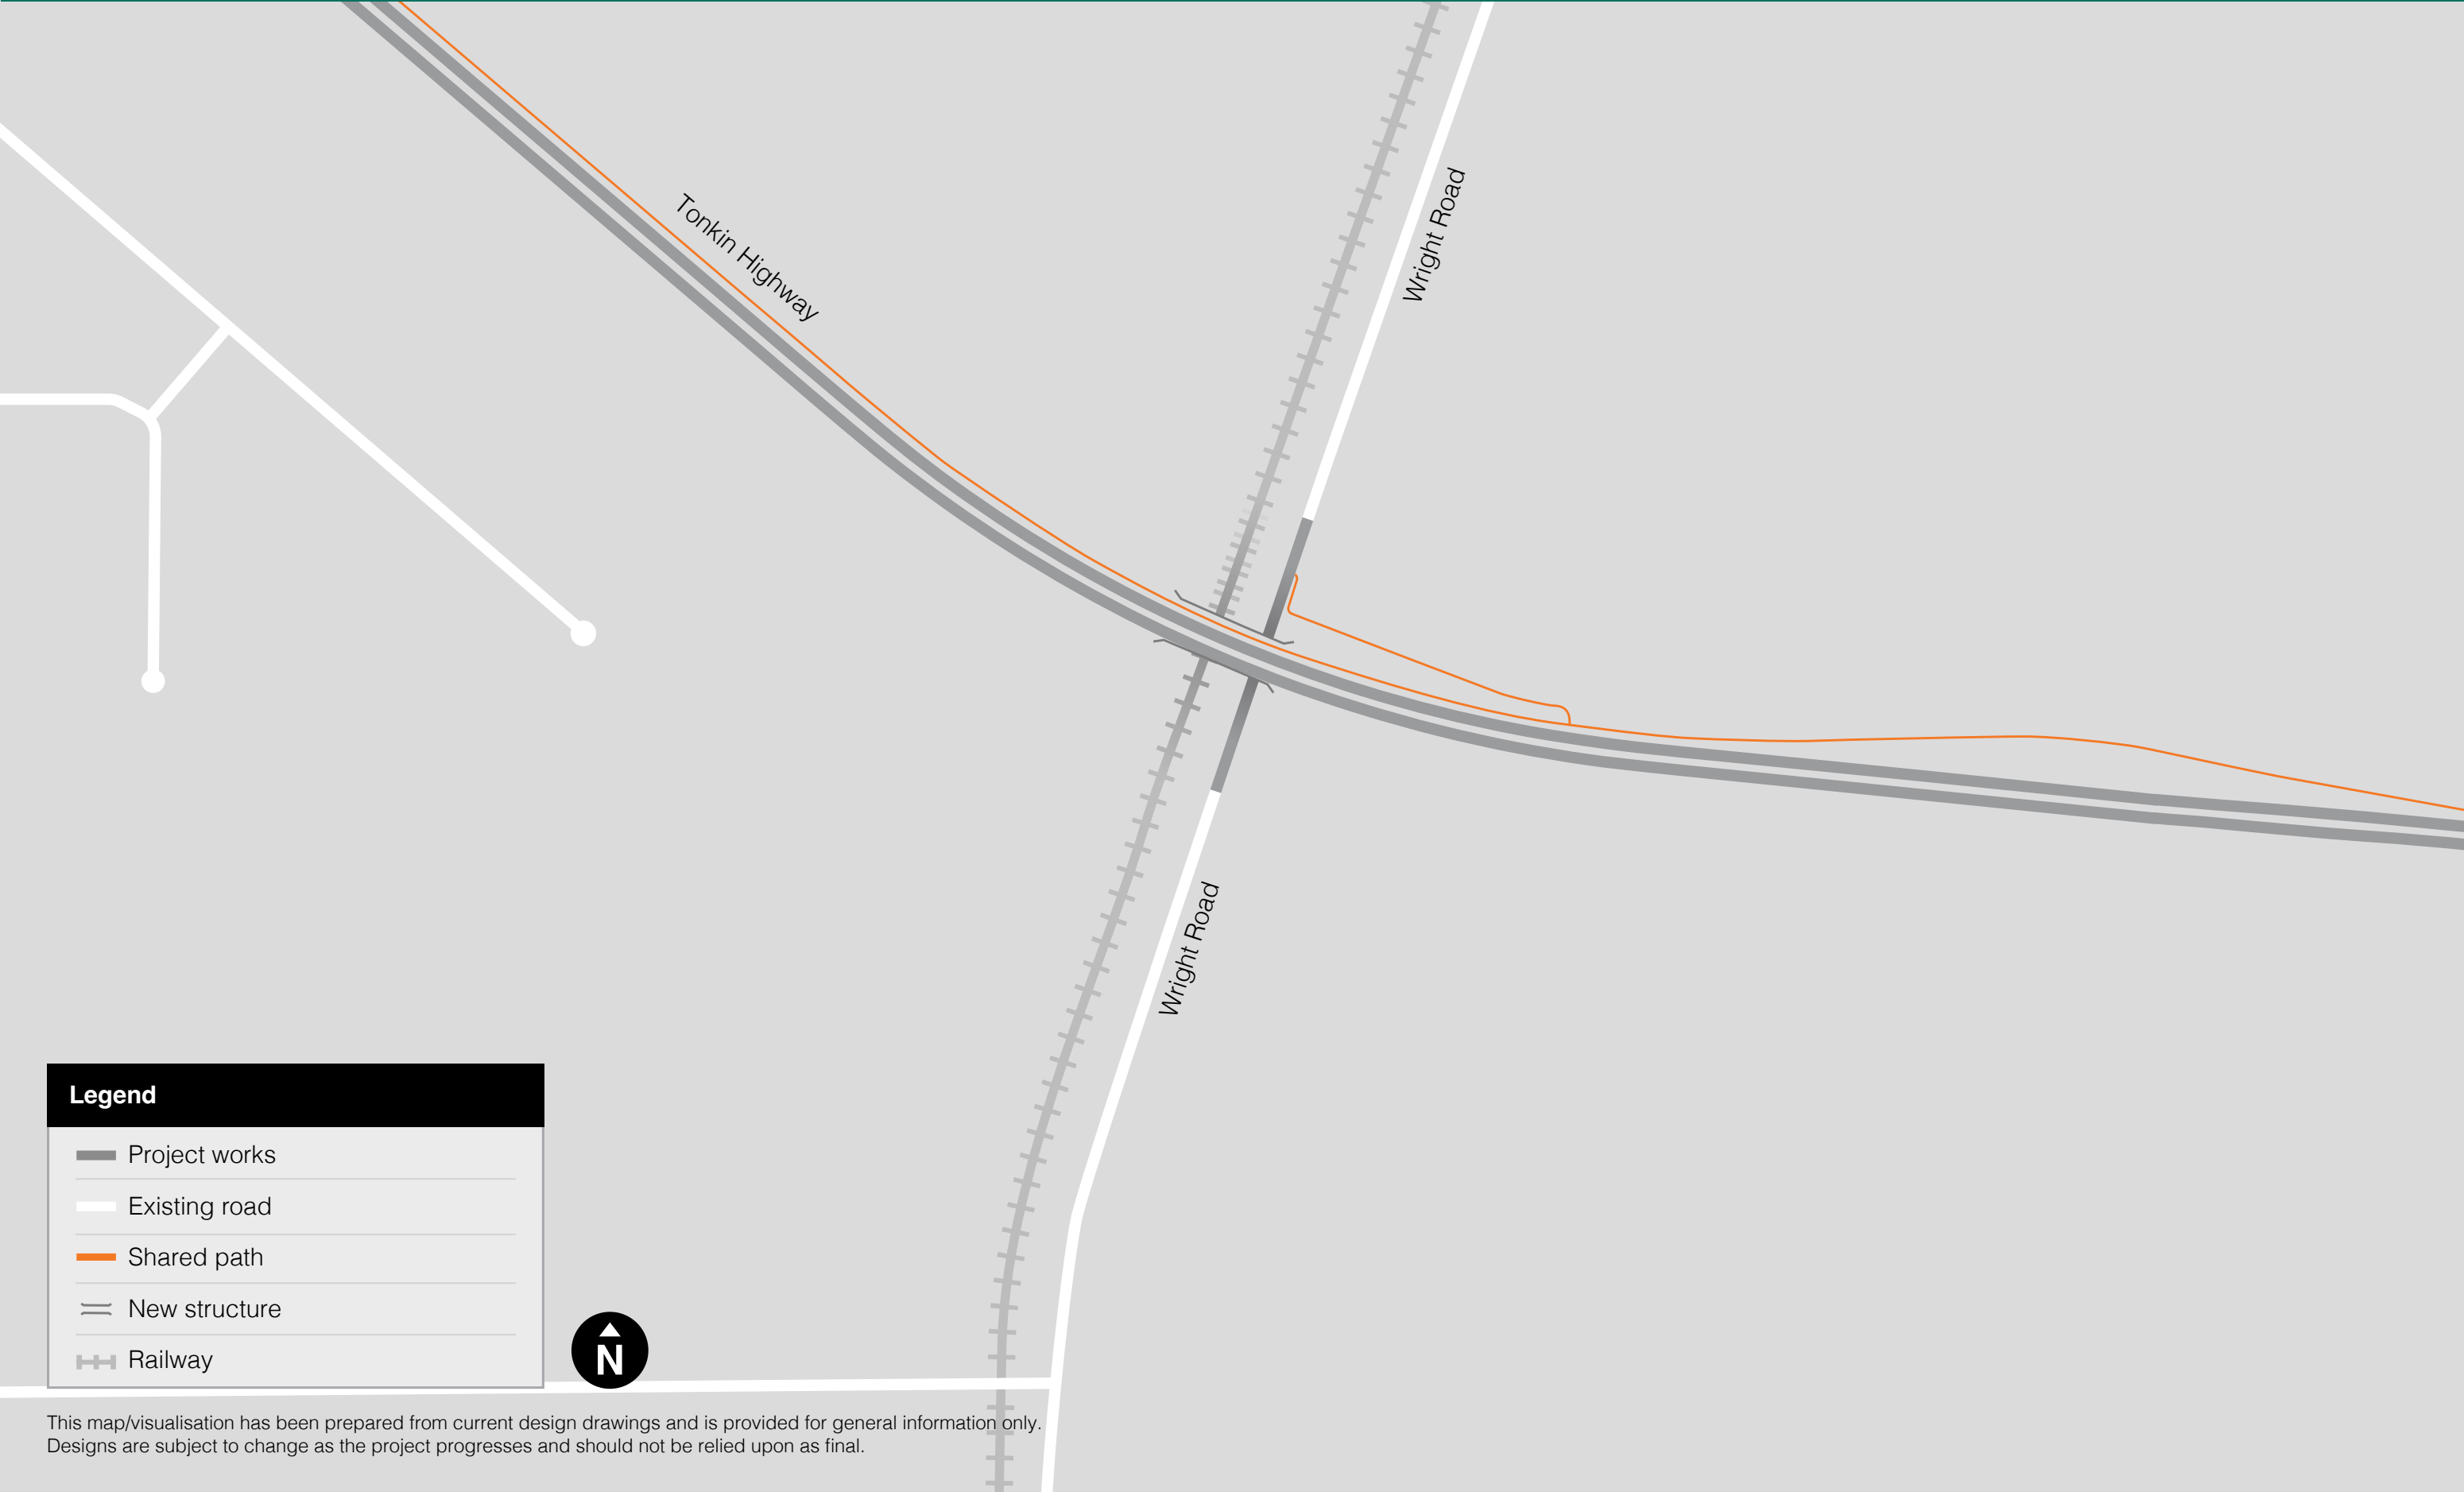 Tonkin Highway
Wright Road
Wright Road
Legend
Project works
Existing road
Shared path
New structure
Railway
N
This map/visualisation has been prepared from current design drawings and is provided for general information only.
Designs are subject to change as the project progresses and should not be relied upon as final.